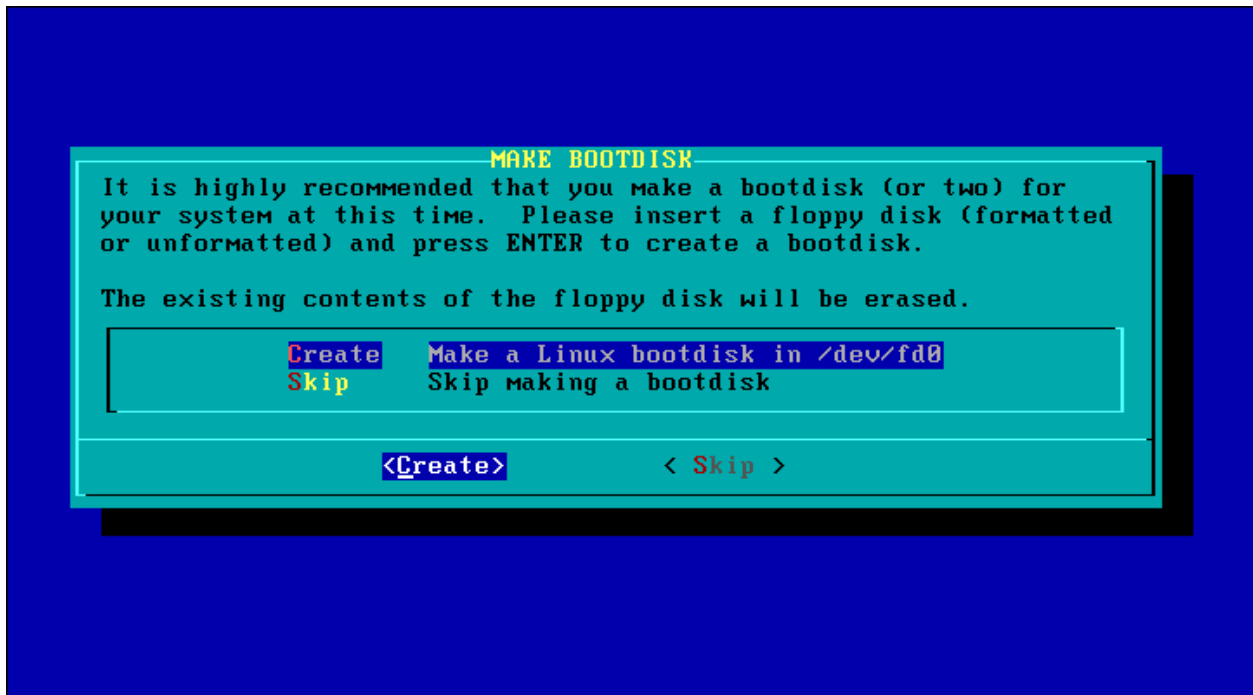 MAKE BOOTDISK
It is highly recommended that you make a bootdisk (or two) for
your system at this time.  Please insert a floppy disk (formatted
or unformatted) and press ENTER to create a bootdisk.
The existing contents of the floppy disk will be erased.
Create   Make a Linux bootdisk in /dev/fd0
Skip     Skip making a bootdisk
<Create>          < Skip >